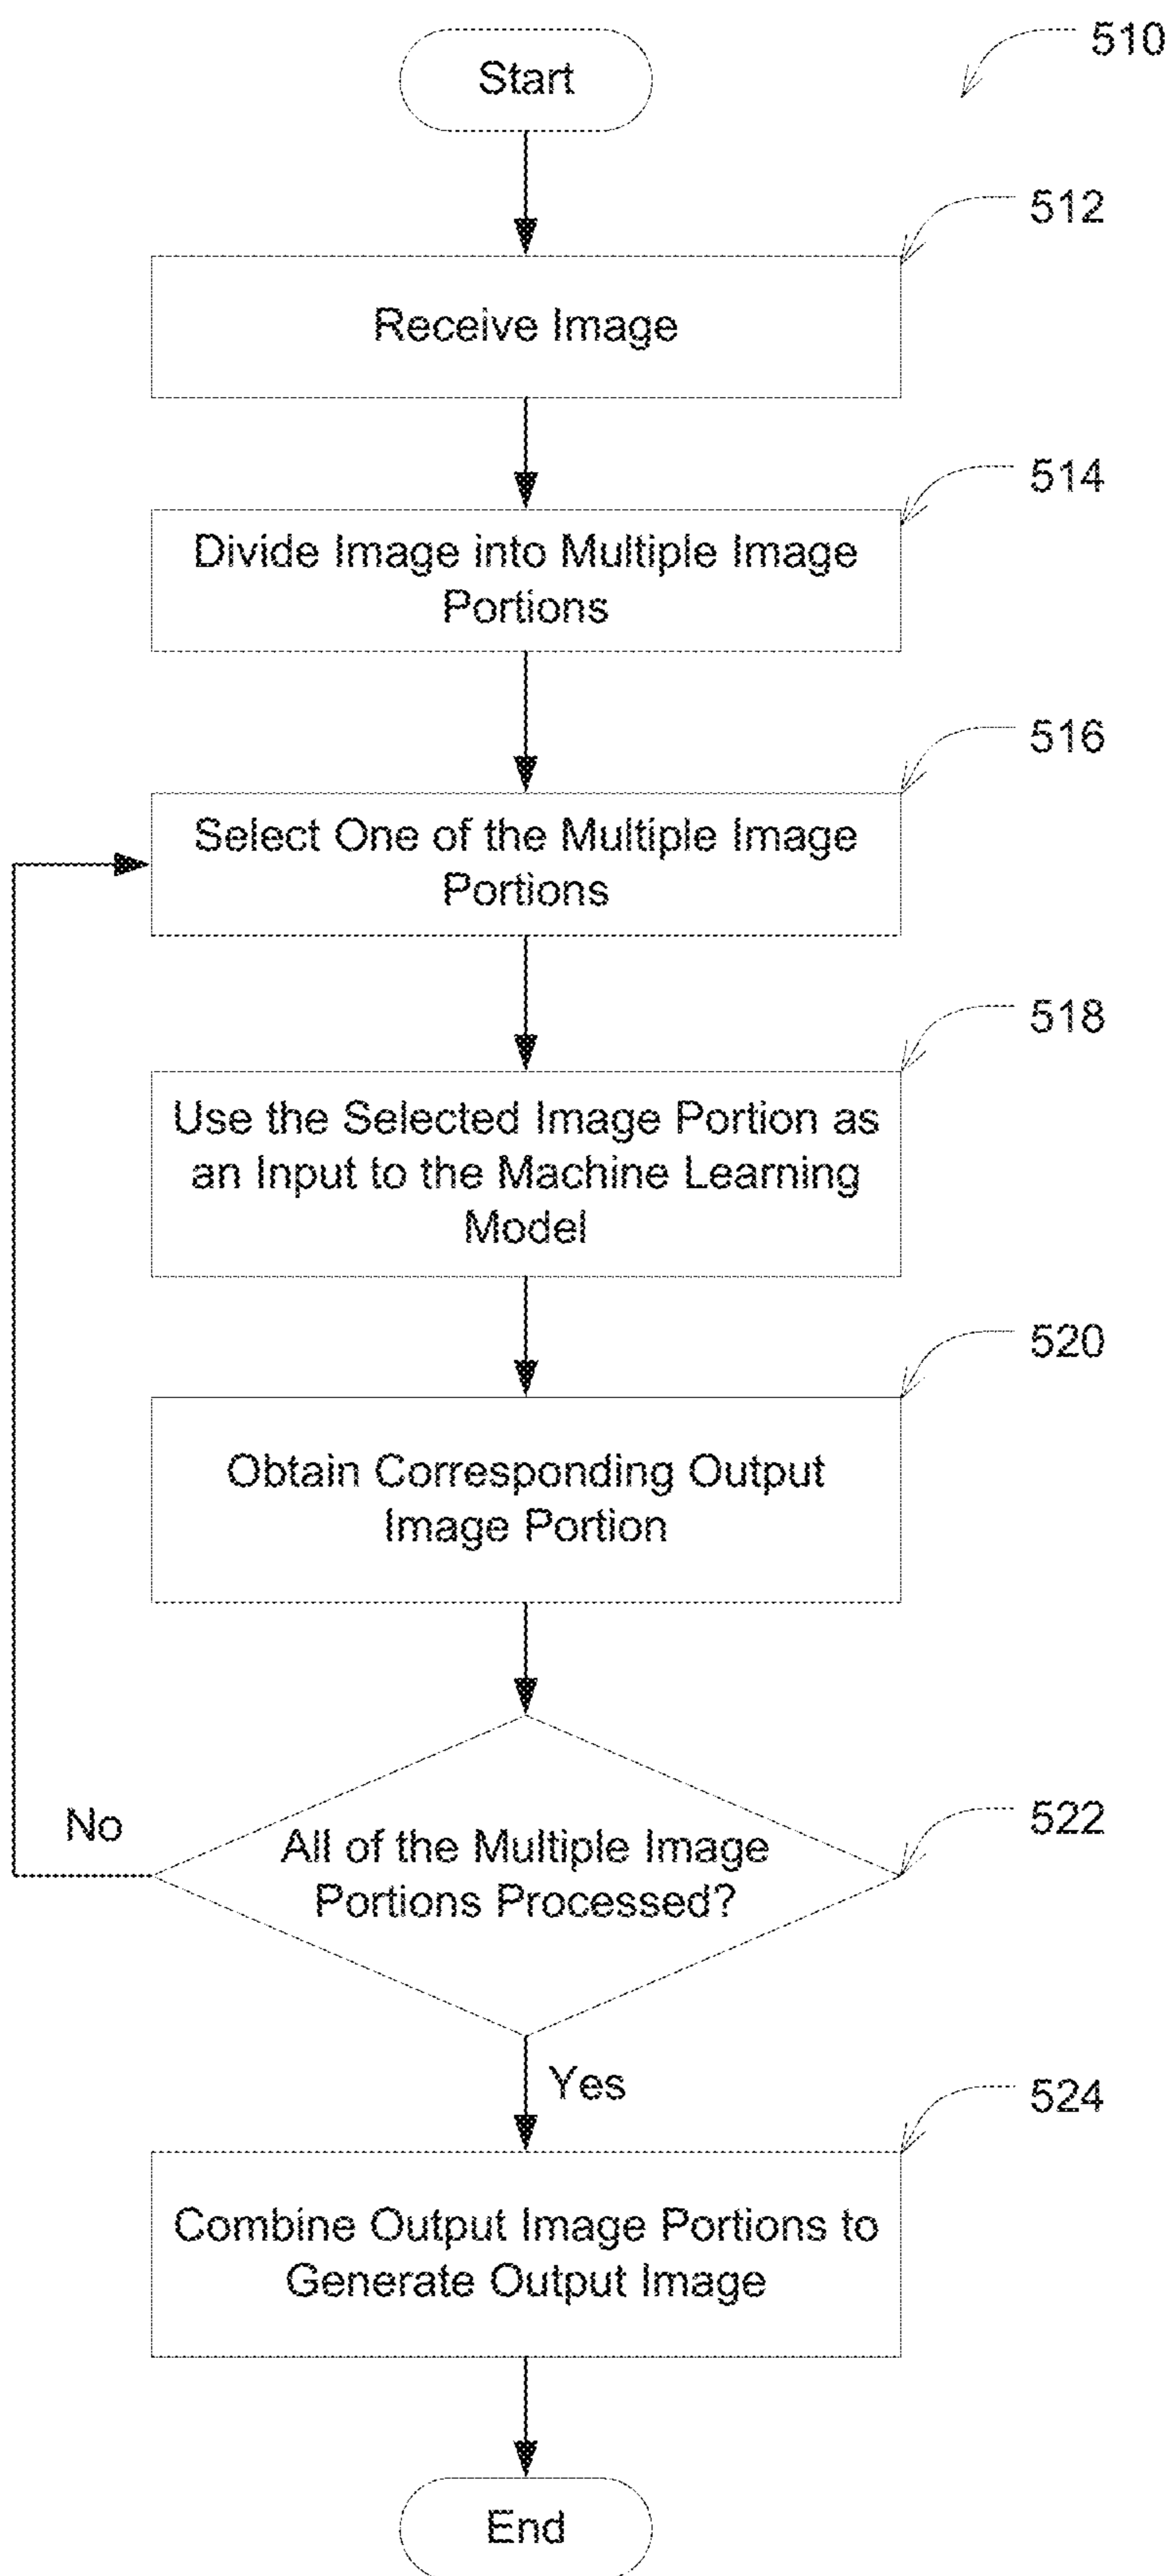 Start
510
512
Receive Image
514
Divide Image into Multiple Image
Portions
516
Select One of the Multiple Image
Portions
518
Use the Selected Image Portion as
an Input to the Machine Learning
Model
520
Obtain Corresponding Output
Image Portion
No
522
All of the Multiple Image
Portions Processed?
Yes
524
Combine Output Image Portions to
Generate Output Image
End